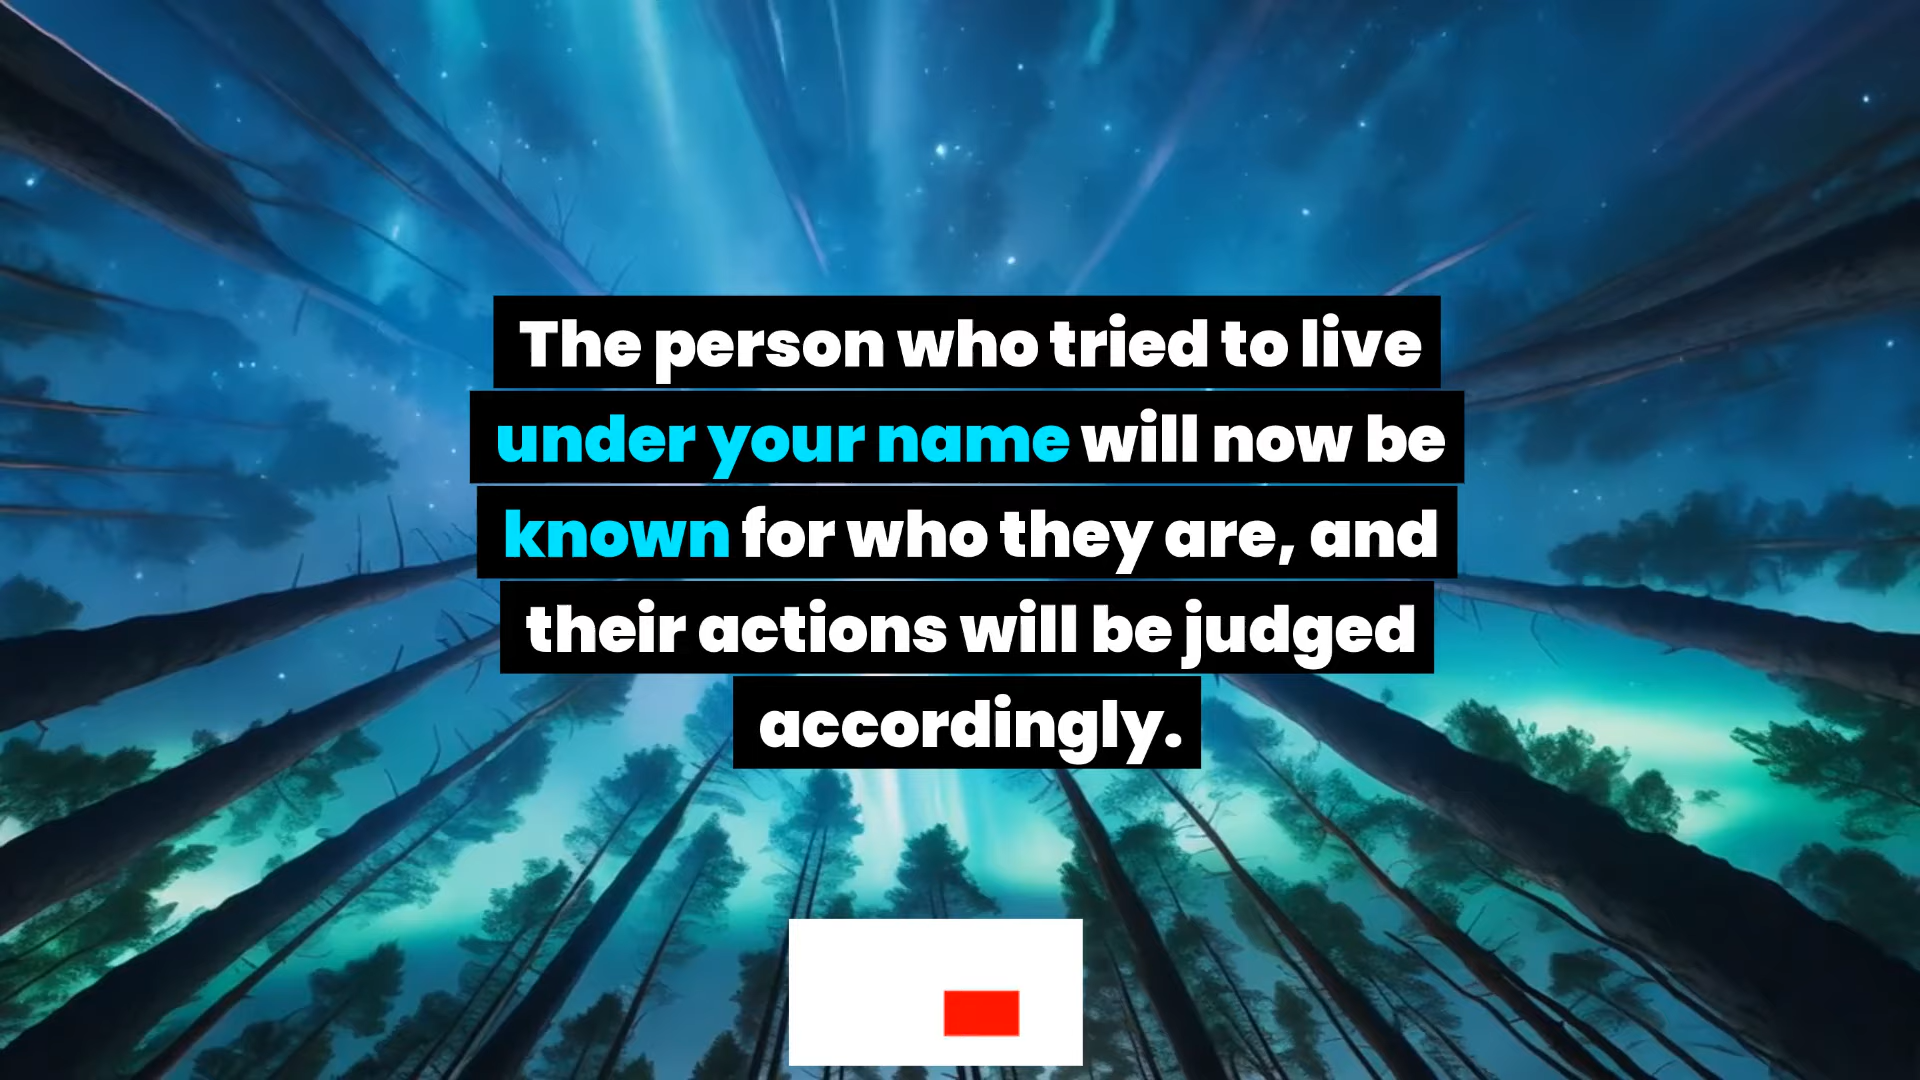 The person who tried to live
under your name will now be
known for who they are, and
their actions will be judged
accordingly.